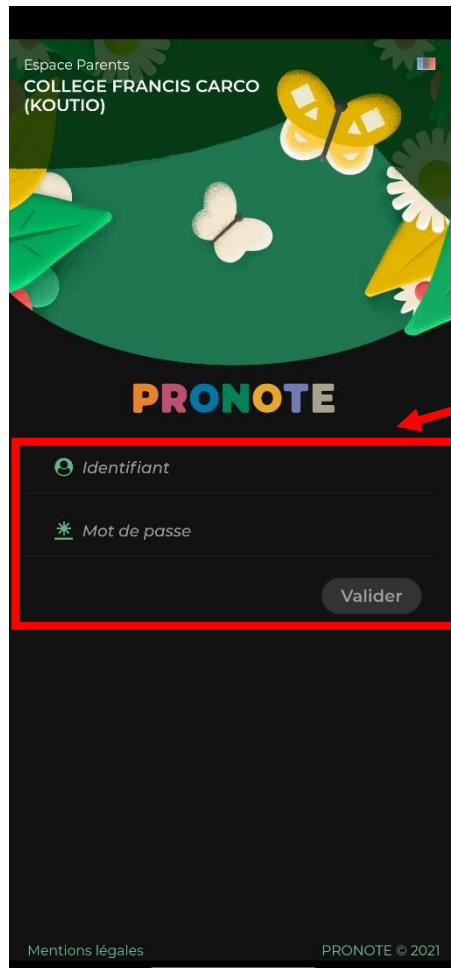 Espace Parents
COLLEGE FRANCIS CARCO
(KOUTIO)
PRONOTE
Identifiant
Mot de passe
Valider
Mentions légales
PRONOTE © 2021